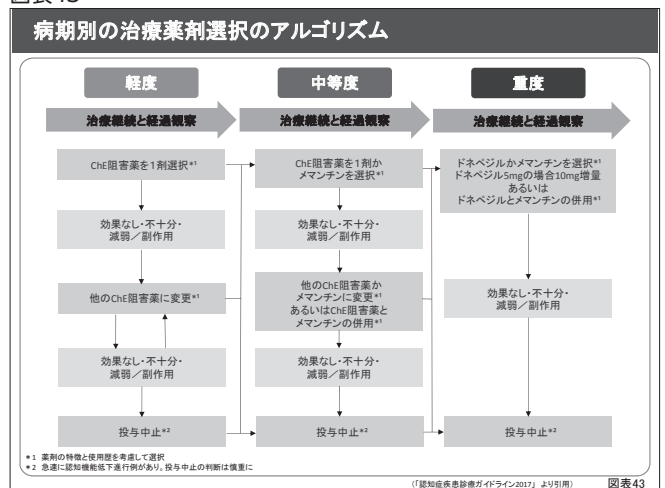 図表43
病期別の治療薬剤選択のアルゴリズム
軽度
中等度
重度
治療継続と経過観察
治療継続と経過観察
治療継続と経過観察
ChE阻害薬を1剤選択*1
効果なし・不十分・
減弱/副作用
他のChE阻害薬に変更*1
効果なし・不十分・
減弱/副作用
投与中止*2
ChE阻害薬を1剤か
メマンチンを選択*1
効果なし・不十分・
減弱/副作用
他のChE阻害薬か
メマンチンに変更*1
あるいはChE阻害薬と
メマンチンの併用*1
効果なし・不十分・
減弱/副作用
投与中止*2
ドネペジルかメマンチンを選択*1
ドネペジル5mgの場合10mg増量
あるいは
ドネペジルとメマンチンの併用*1
効果なし・不十分・
減弱/副作用
投与中止*2
*1 薬剤の特徴と使用歴を考慮して選択
*2 急速に認知機能低下進行例があり。投与中止の判断は慎重に
(「認知症疾患診療ガイドライン2017」より引用)
図表43